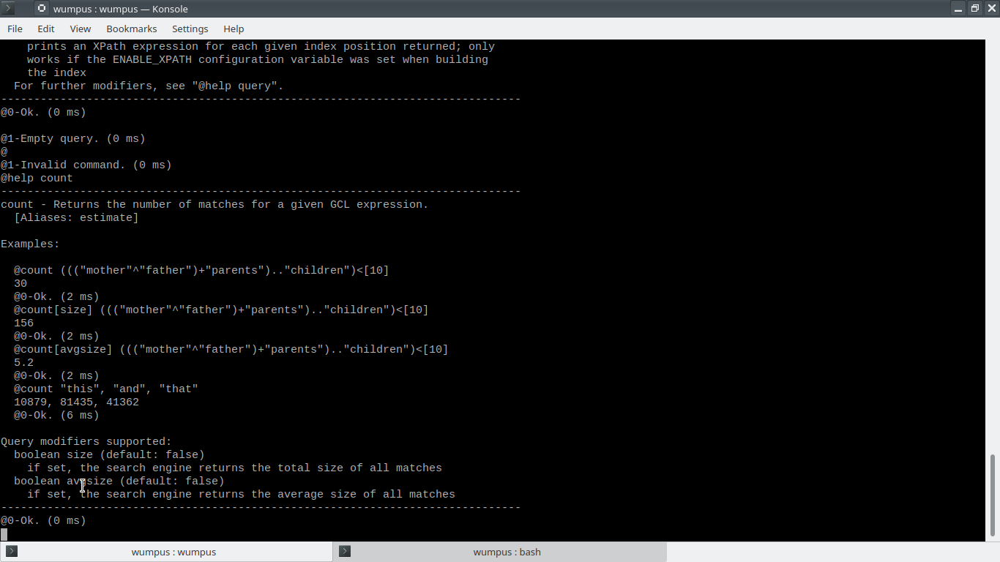 wumpus : wumpus — Konsole
File Edit View Bookmarks Settings Help
    prints an XPath expression for each given index position returned; only
    works if the ENABLE_XPATH configuration variable was set when building
    the index
  For further modifiers, see "@help query".
-------------------------------------------------------------------------------
@0-Ok. (0 ms)

@1-Empty query. (0 ms)
@
@1-Invalid command. (0 ms)
@help count
-------------------------------------------------------------------------------
count - Returns the number of matches for a given GCL expression.
  [Aliases: estimate]

Examples:

  @count ((("mother"^"father")+"parents").."children")<[10]
  30
  @0-Ok. (2 ms)
  @count[size] ((("mother"^"father")+"parents").."children")<[10]
  156
  @0-Ok. (2 ms)
  @count[avgsize] ((("mother"^"father")+"parents").."children")<[10]
  5.2
  @0-Ok. (2 ms)
  @count "this", "and", "that"
  10879, 81435, 41362
  @0-Ok. (6 ms)

Query modifiers supported:
  boolean size (default: false)
    if set, the search engine returns the total size of all matches
  boolean avgsize (default: false)
    if set, the search engine returns the average size of all matches
-------------------------------------------------------------------------------
@0-Ok. (0 ms)
wumpus : wumpus
wumpus : bash